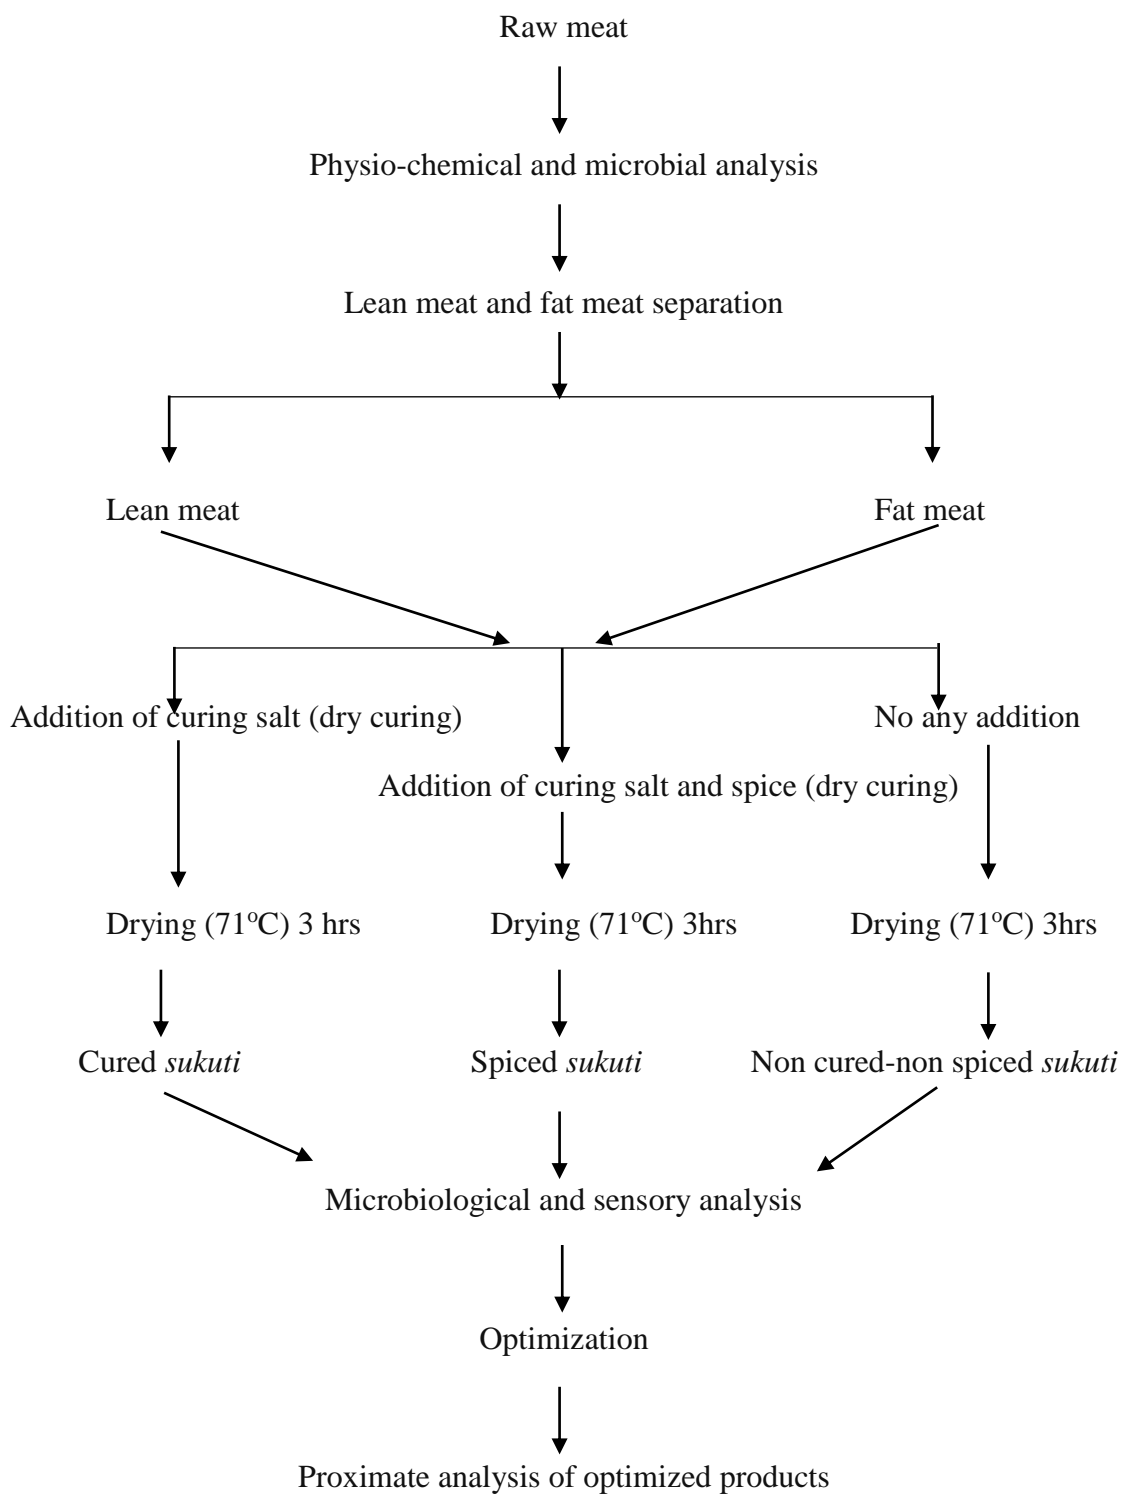 Raw meat
Physio-chemical and microbial analysis
Lean meat and fat meat separation
Lean meat
Fat meat
Addition of curing salt (dry curing)
No any addition
Addition of curing salt and spice (dry curing)
Drying (71ºC) 3 hrs
Drying (71ºC) 3hrs
Drying (71ºC) 3hrs
Cured sukuti
Spiced sukuti
Non cured-non spiced sukuti
Microbiological and sensory analysis
Optimization
Proximate analysis of optimized products